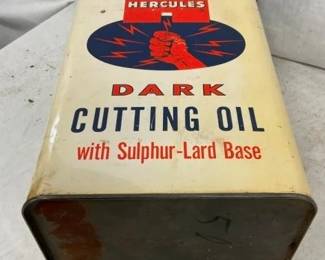 HERCULES
DARK
CUTTING OIL
with Sulphur-Lard Base